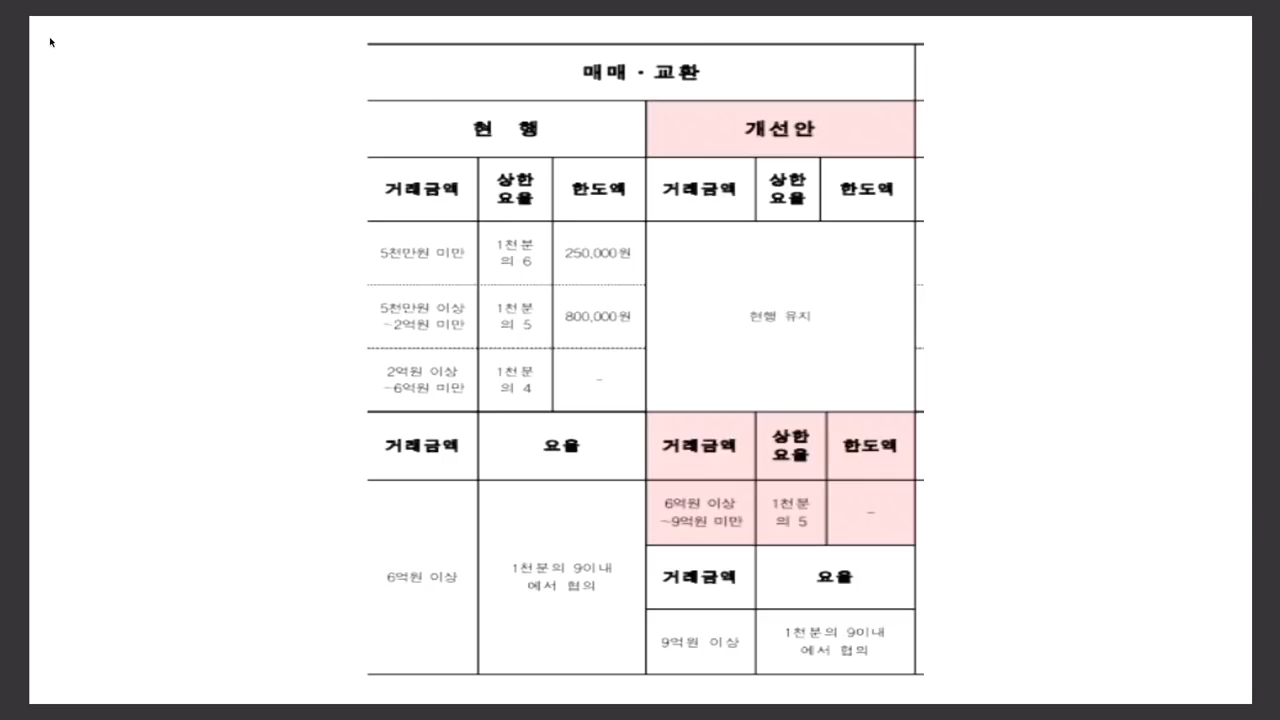 매매 · 교환
현 행
개선안
거래금액
상한
요율
한도액
거래금액
상한
요율
한도액
5천만원 미만
1천분
의 6
250,000원
5천만원 이상
~2억원 미만
1천분
의 5
800,000원
2억원 이상
~6억원 미만
1천분
의 4
-
현행 유지
거래금액
요율
거래금액
상한
요율
한도액
6억원 이상
1천분의 9이내
에서 협의
6억원 이상
~9억원 미만
1천분
의 5
-
거래금액
요율
9억원 이상
1천분의 9이내
에서 협의